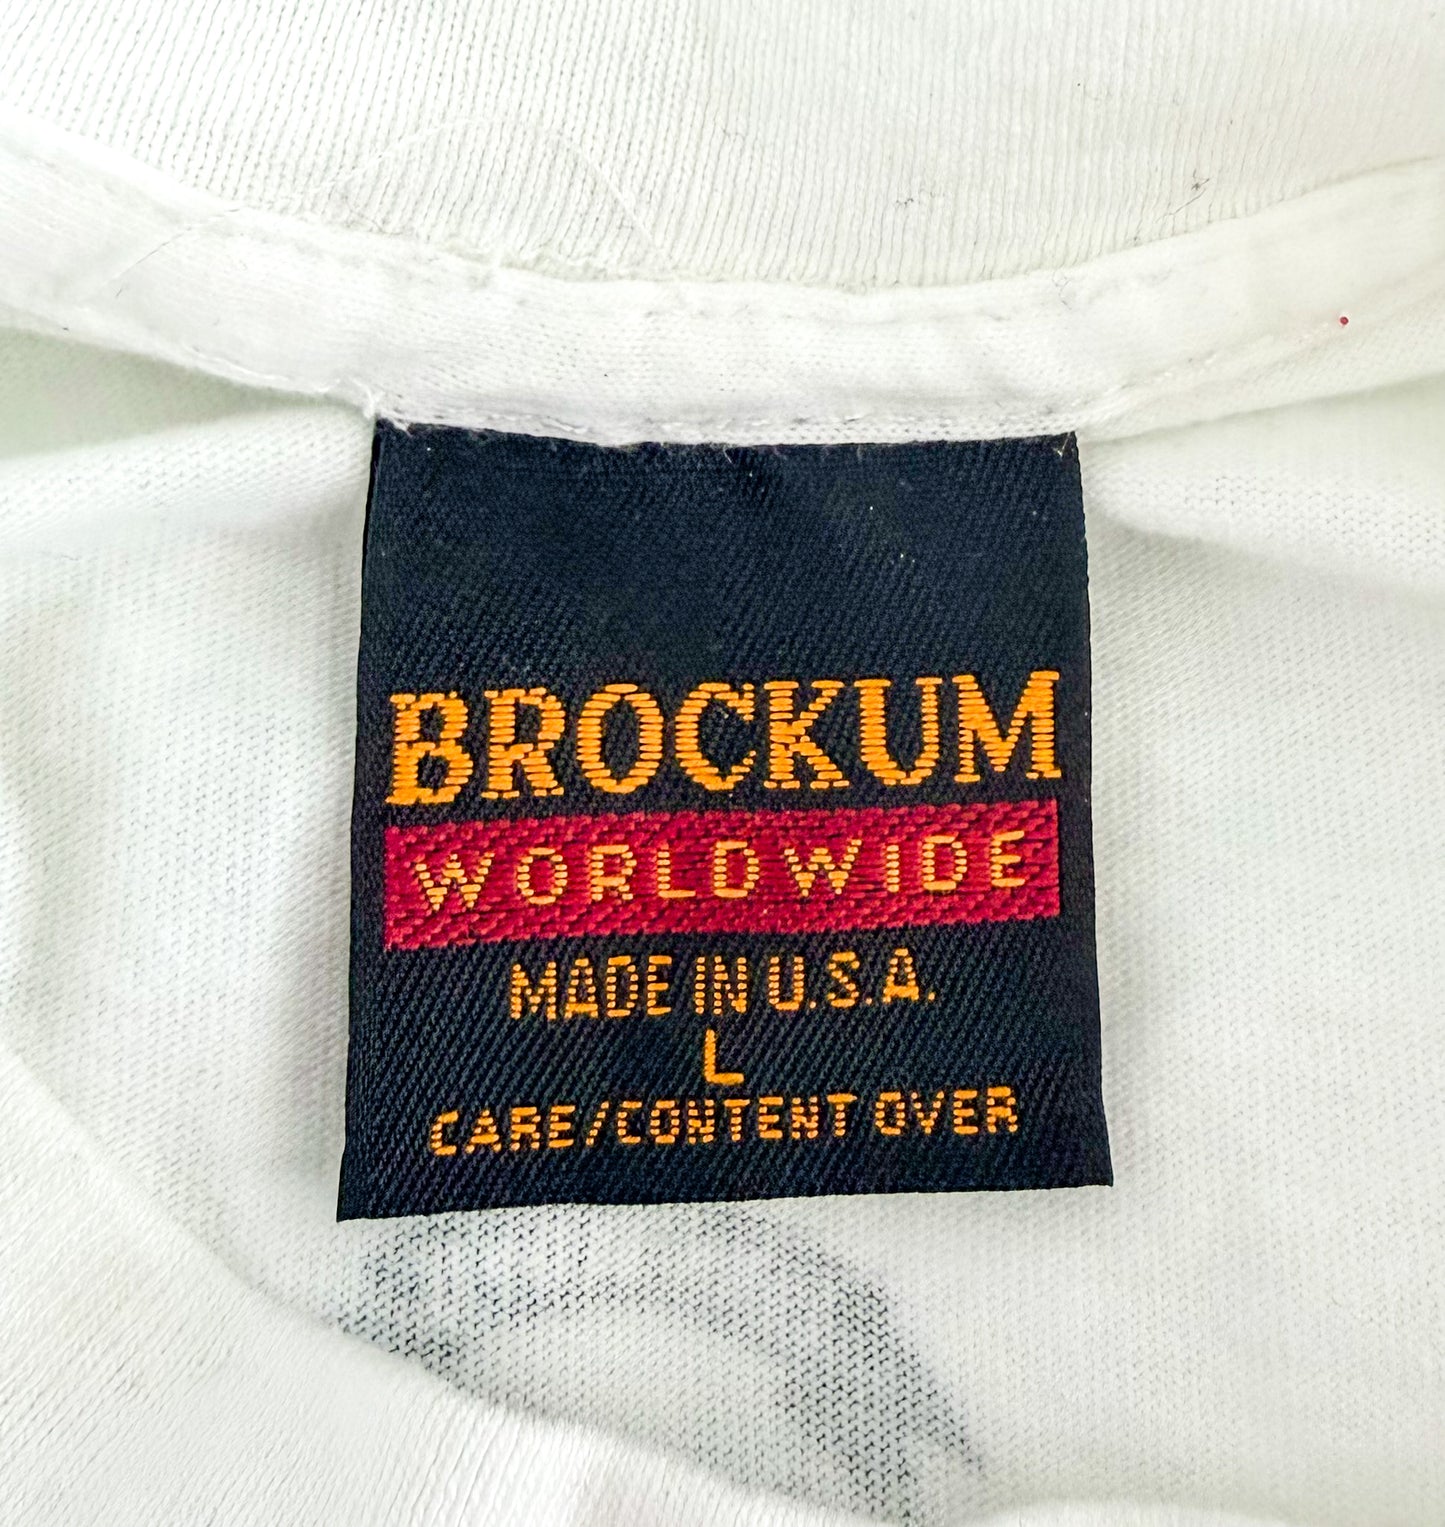 BROCKUM
WORLDWIDE
MADE IN U.S.A.
L
CARE/CONTENT OVER